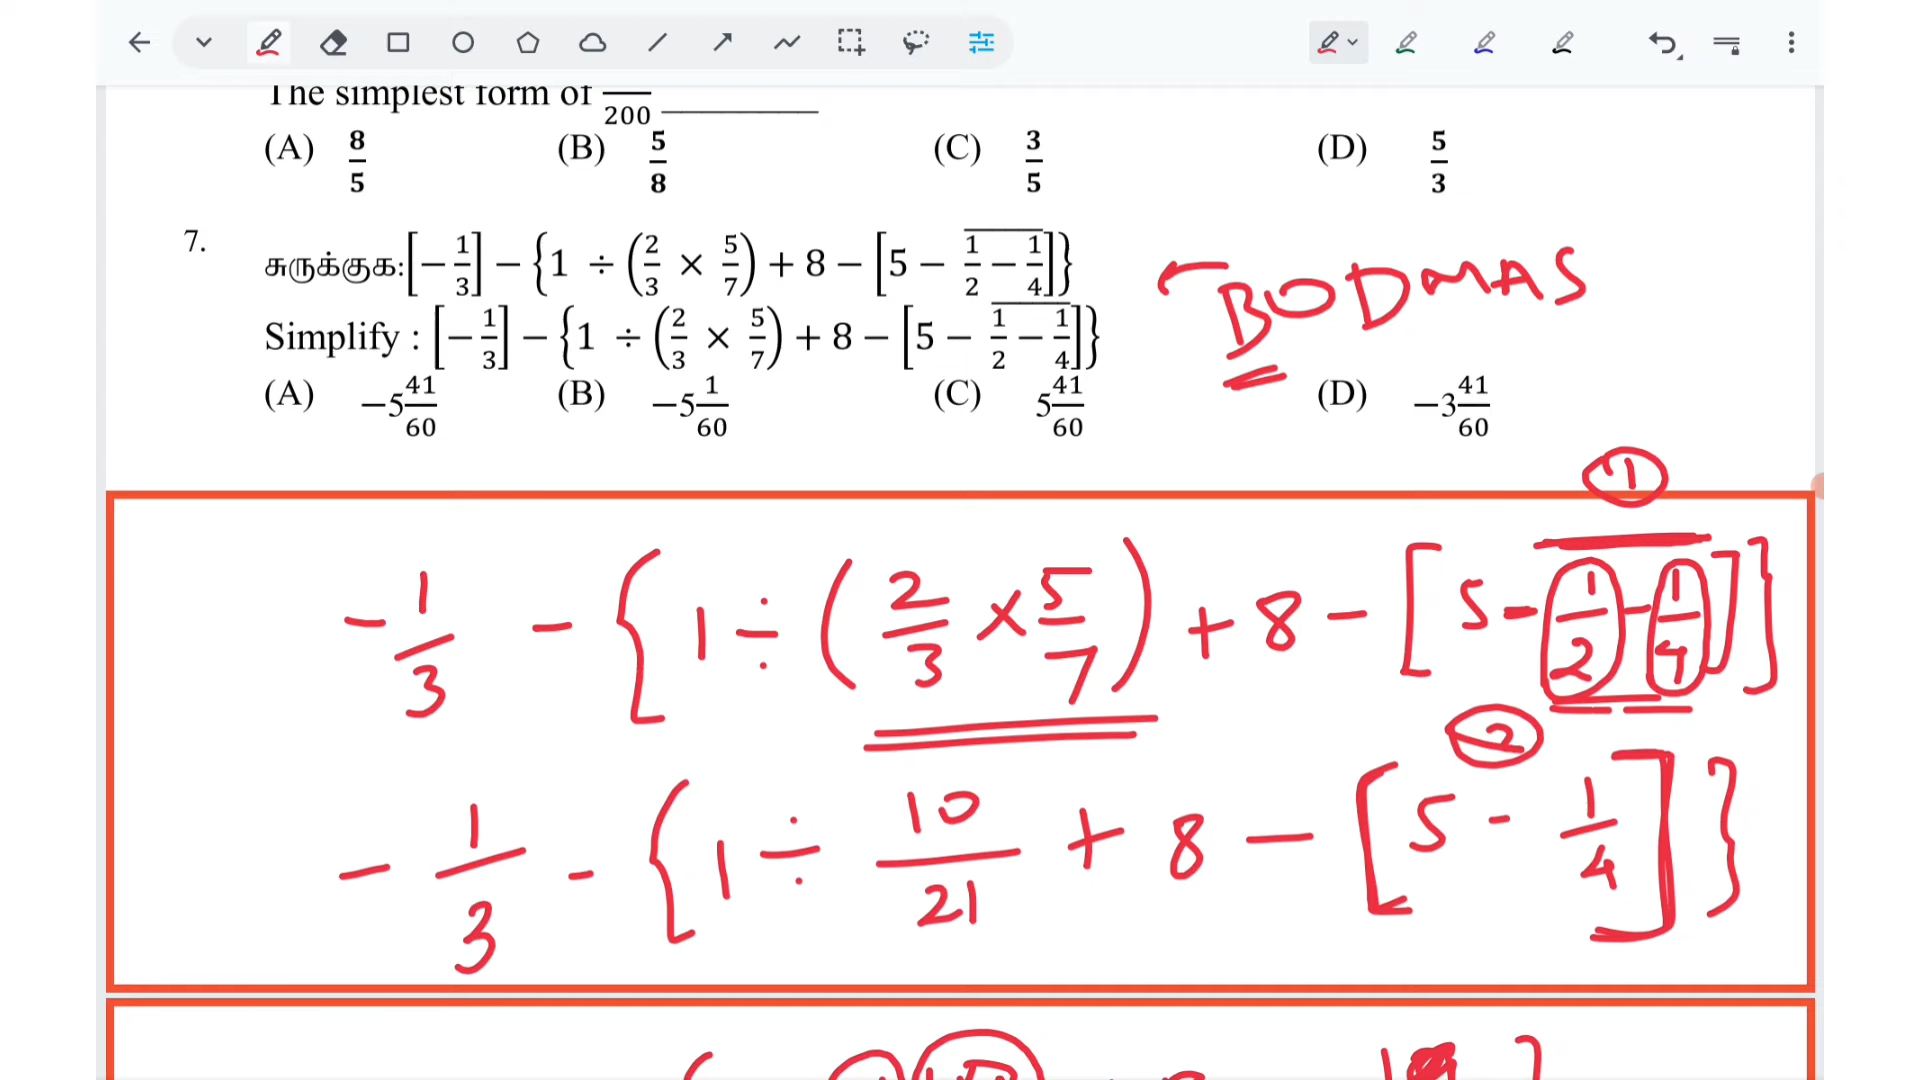 The simplest form of —/200 ________
(A) 8/5 (B) 5/8 (C) 3/5 (D) 5/3
7. சுருக்குக:[−1/3] − {1 ÷ (2/3 × 5/7) + 8 − [5 − 1/2 − 1/4]}
Simplify : [−1/3] − {1 ÷ (2/3 × 5/7) + 8 − [5 − 1/2 − 1/4]}
BODMAS
(A) −5 41/60 (B) −5 1/60 (C) 5 41/60 (D) −3 41/60
1
−1/3 − {1 ÷ (2/3 × 5/7) + 8 − [5 − 1/2 − 1/4]}
2
−1/3 − {1 ÷ 10/21 + 8 − [5 − 1/4]}